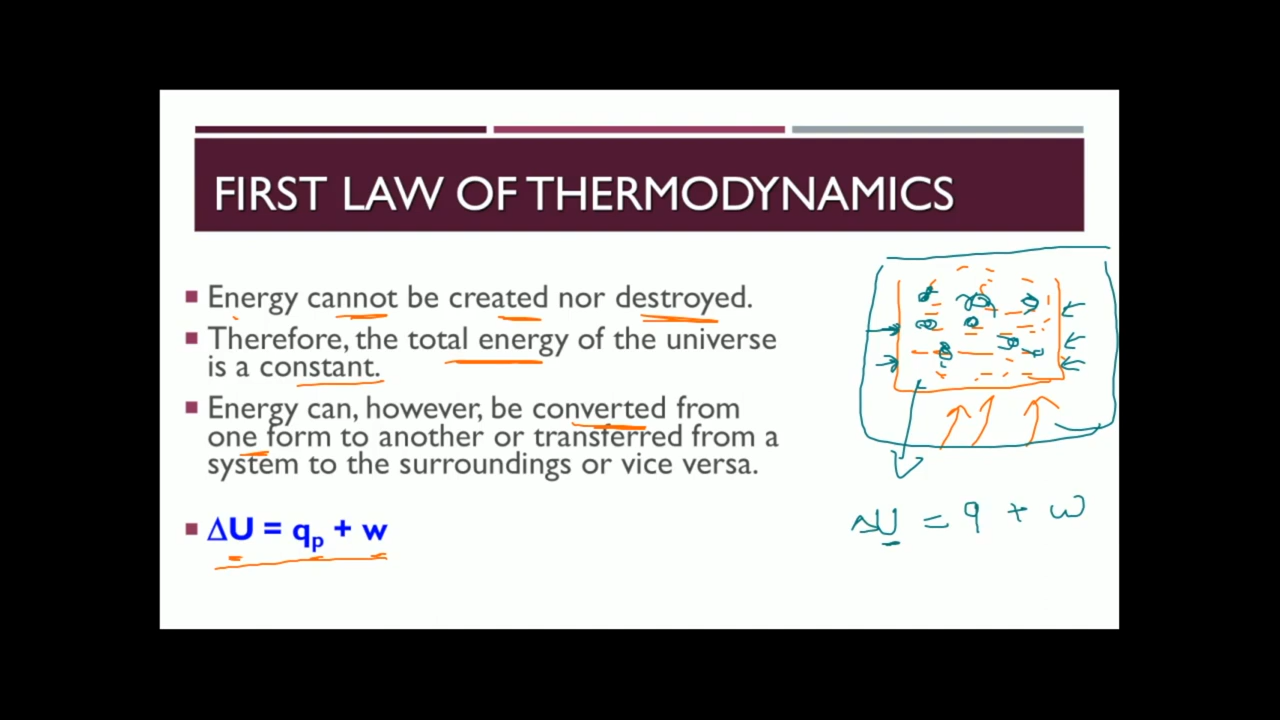 FIRST LAW OF THERMODYNAMICS
Energy cannot be created nor destroyed.
Therefore, the total energy of the universe
is a constant.
Energy can, however, be converted from
one form to another or transferred from a
system to the surroundings or vice versa.
ΔU = qₚ + w
ΔU = q + w